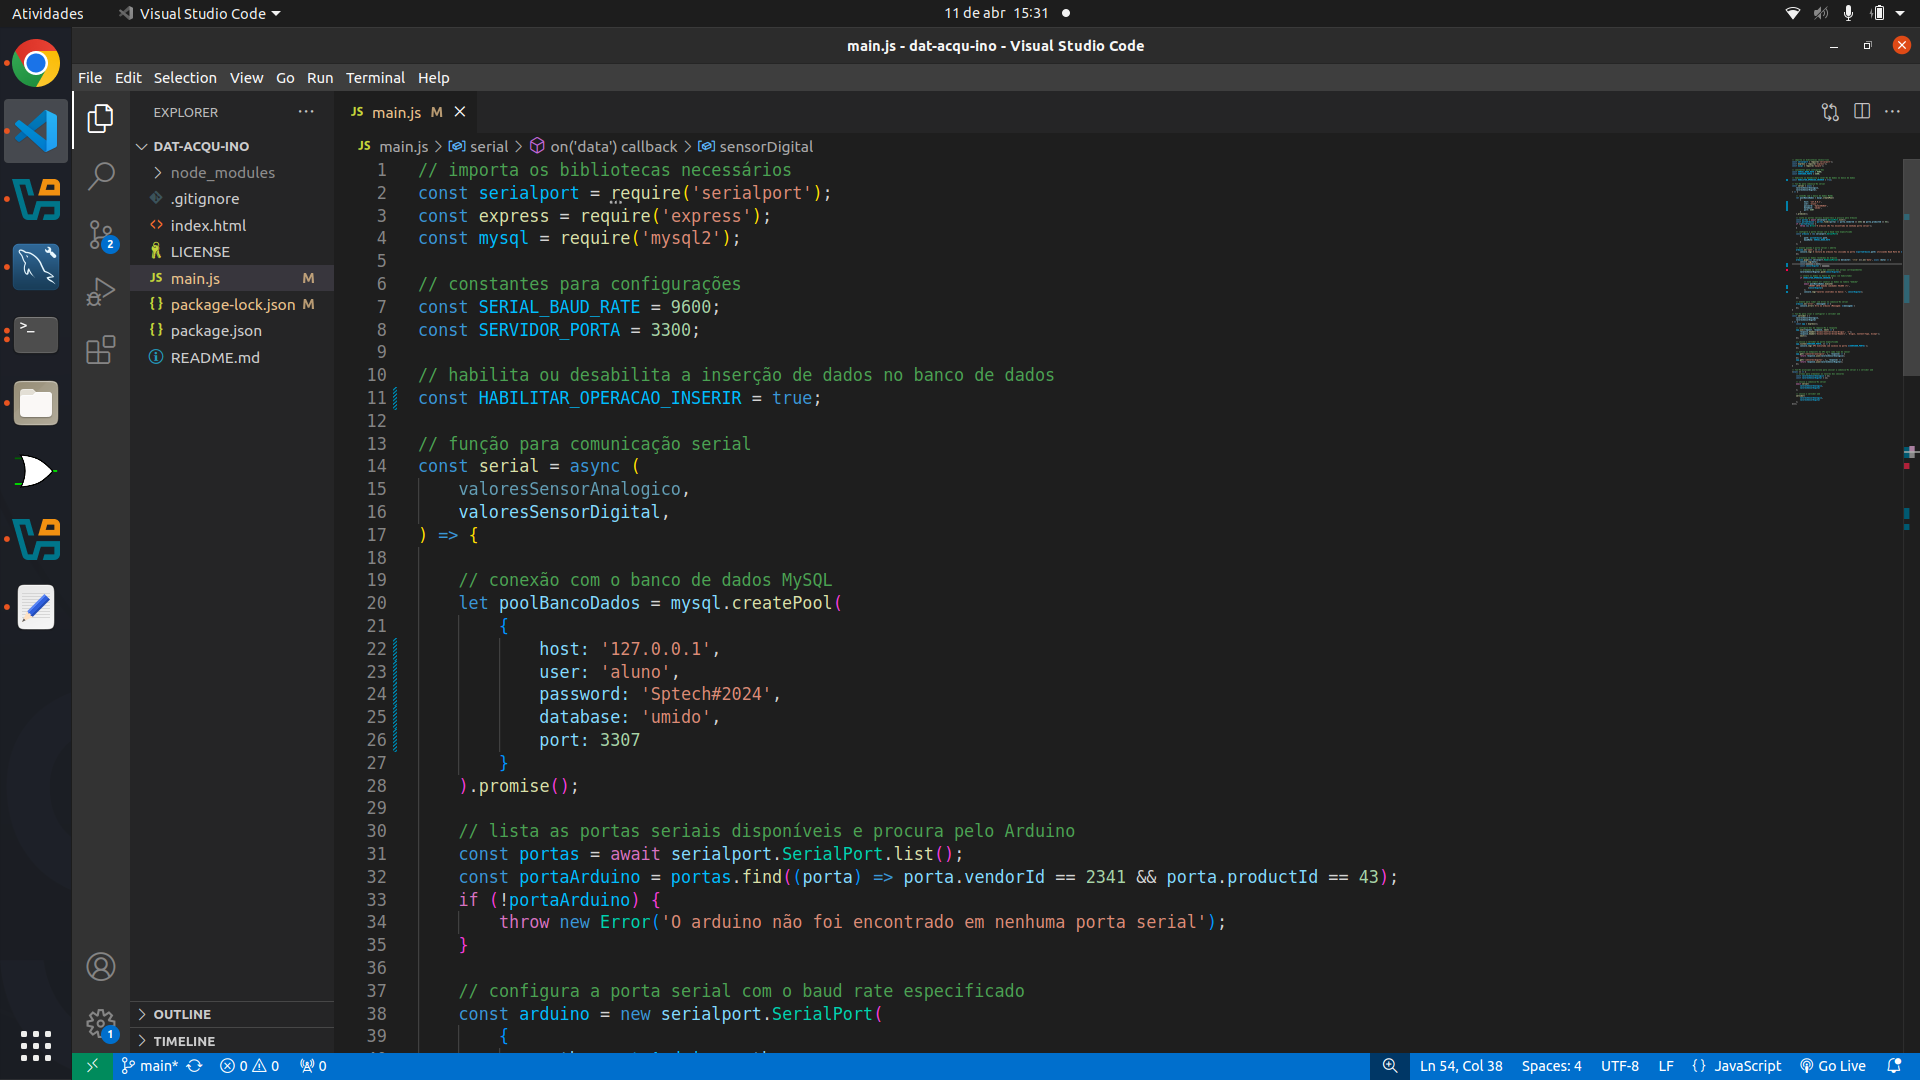 Atividades
Visual Studio Code
11 de abr 15:31
main.js - dat-acqu-ino - Visual Studio Code
File Edit Selection View Go Run Terminal Help
EXPLORER
DAT-ACQU-INO
node_modules
.gitignore
index.html
LICENSE
main.js M
package-lock.json M
package.json
README.md
OUTLINE
TIMELINE
2
1
JS main.js M
JS main.js > serial > on('data') callback > sensorDigital
1 // importa os bibliotecas necessários
2 const serialport = require('serialport');
3 const express = require('express');
4 const mysql = require('mysql2');
5
6 // constantes para configurações
7 const SERIAL_BAUD_RATE = 9600;
8 const SERVIDOR_PORTA = 3300;
9
10 // habilita ou desabilita a inserção de dados no banco de dados
11 const HABILITAR_OPERACAO_INSERIR = true;
12
13 // função para comunicação serial
14 const serial = async (
15 valoresSensorAnalogico,
16 valoresSensorDigital,
17 ) => {
18
19 // conexão com o banco de dados MySQL
20 let poolBancoDados = mysql.createPool(
21 {
22 host: '127.0.0.1',
23 user: 'aluno',
24 password: 'Sptech#2024',
25 database: 'umido',
26 port: 3307
27 }
28 ).promise();
29
30 // lista as portas seriais disponíveis e procura pelo Arduino
31 const portas = await serialport.SerialPort.list();
32 const portaArduino = portas.find((porta) => porta.vendorId == 2341 && porta.productId == 43);
33 if (!portaArduino) {
34 throw new Error('O arduino não foi encontrado em nenhuma porta serial');
35 }
36
37 // configura a porta serial com o baud rate especificado
38 const arduino = new serialport.SerialPort(
39 {
main* 0 0 0
Ln 54, Col 38 Spaces: 4 UTF-8 LF {} JavaScript Go Live